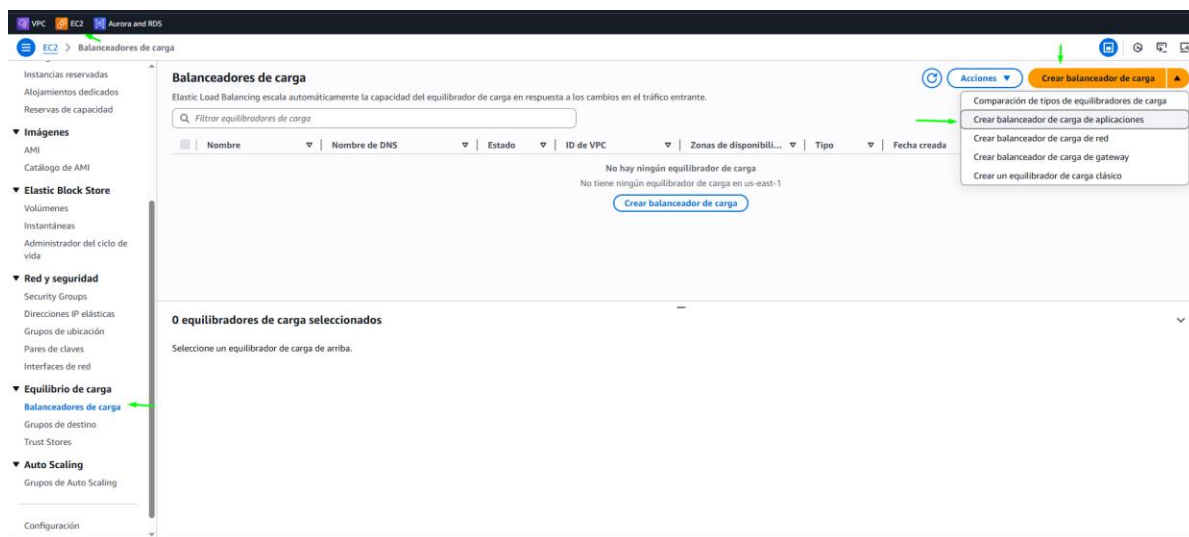 VPC EC2 Aurora and RDS
EC2 > Balanceadores de carga
Instancias reservadas
Alojamientos dedicados
Reservas de capacidad
Imágenes
AMI
Catálogo de AMI
Elastic Block Store
Volúmenes
Instantáneas
Administrador del ciclo de
vida
Red y seguridad
Security Groups
Direcciones IP elásticas
Grupos de ubicación
Pares de claves
Interfaces de red
Equilibrio de carga
Balanceadores de carga
Grupos de destino
Trust Stores
Auto Scaling
Grupos de Auto Scaling
Configuración
Balanceadores de carga
Acciones
Crear balanceador de carga
Elastic Load Balancing escala automáticamente la capacidad del equilibrador de carga en respuesta a los cambios en el tráfico entrante.
Filtrar equilibradores de carga
Comparación de tipos de equilibradores de carga
Crear balanceador de carga de aplicaciones
Crear balanceador de carga de red
Crear balanceador de carga de gateway
Crear un equilibrador de carga clásico
Nombre Nombre de DNS Estado ID de VPC Zonas de disponibili... Tipo Fecha creada
No hay ningún equilibrador de carga
No tiene ningún equilibrador de carga en us-east-1
Crear balanceador de carga
0 equilibradores de carga seleccionados
Seleccione un equilibrador de carga de arriba.